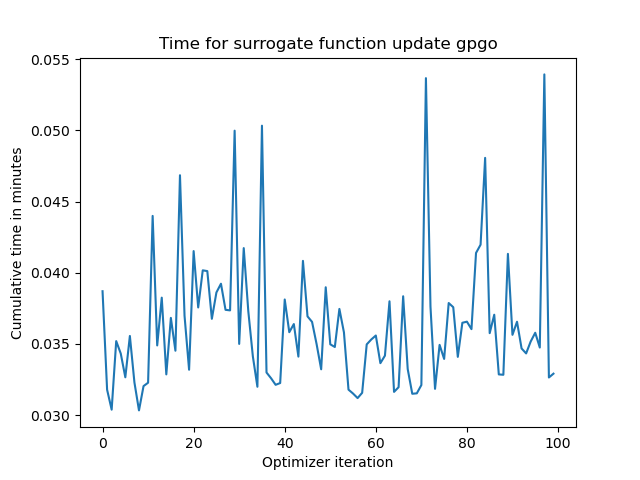 Time for surrogate function update gpgo
0.055
0.050
0.045
0.040
0.035
0.030
Cumulative time in minutes
0 20 40 60 80 100
Optimizer iteration